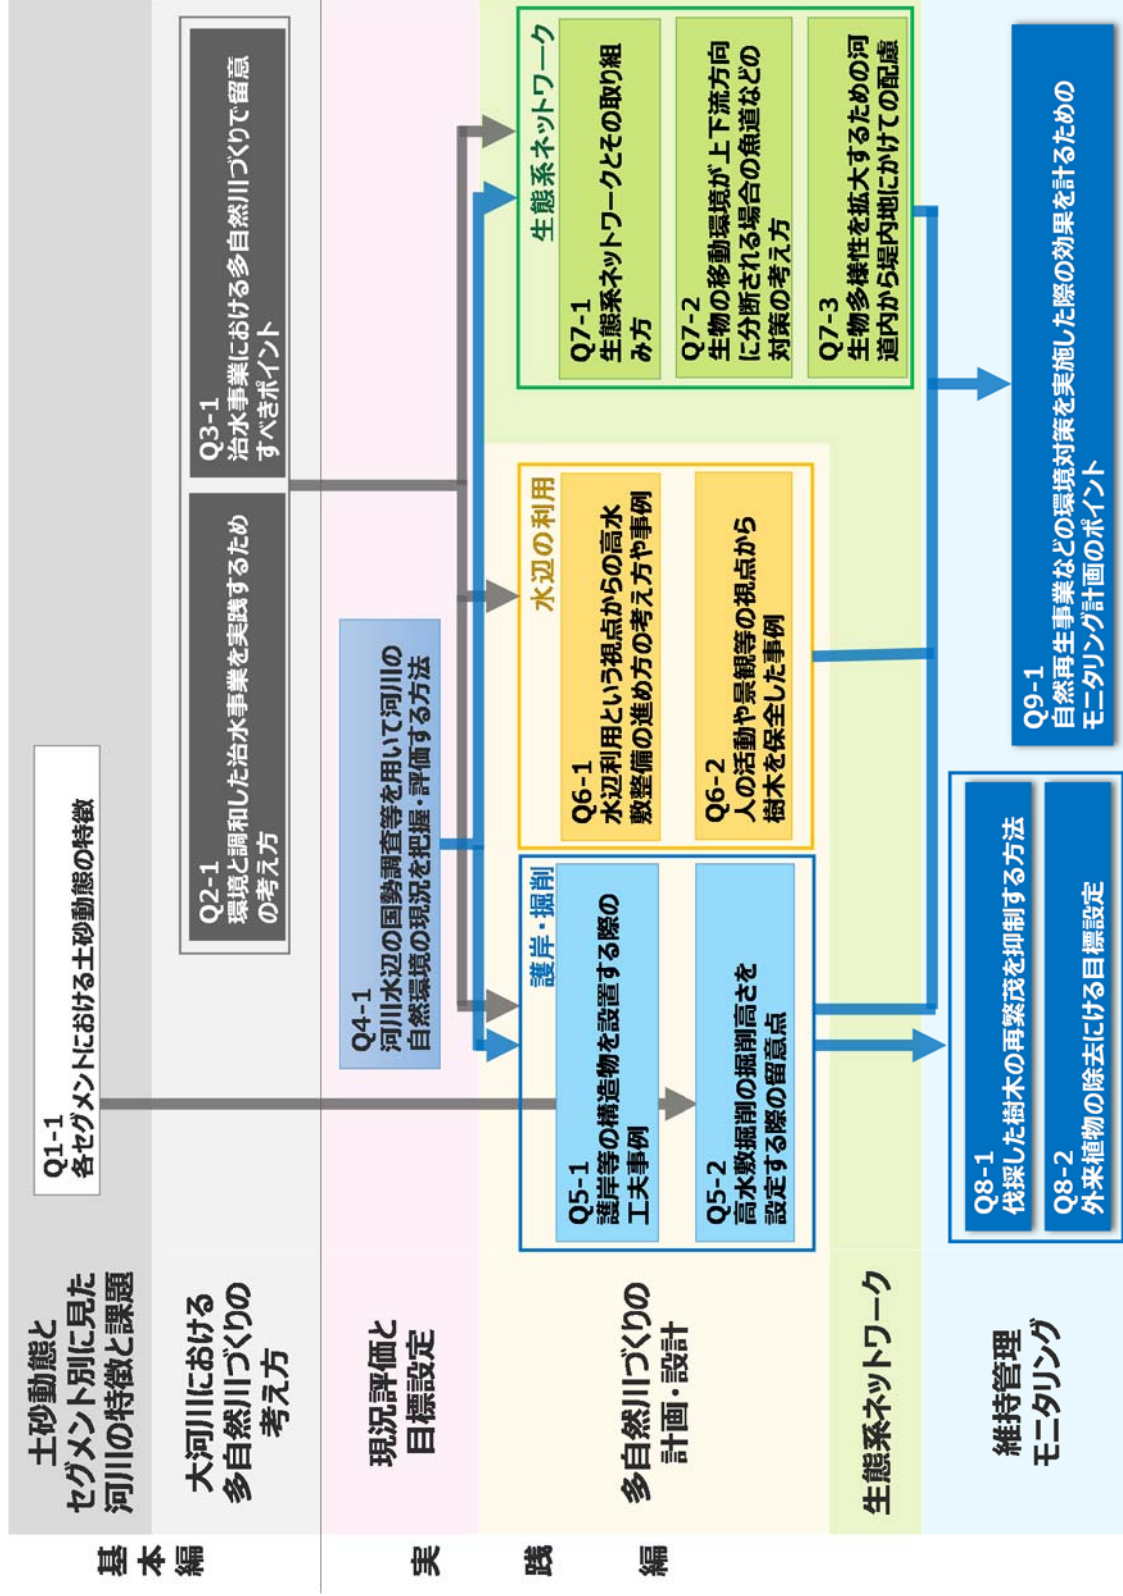 基本編
土砂動態と
セグメント別に見た
河川の特徴と課題
Q1-1
各セグメントにおける土砂動態の特徴
大河川における
多自然川づくりの
考え方
Q2-1
環境と調和した治水事業を実践するため
の考え方
Q3-1
治水事業における多自然川づくりで留意
すべきポイント
実践編
現況評価と
目標設定
Q4-1
河川水辺の国勢調査等を用いて河川の
自然環境の現況を把握・評価する方法
多自然川づくりの
計画・設計
護岸・掘削
Q5-1
護岸等の構造物を設置する際の
工夫事例
Q5-2
高水敷掘削の掘削高さを
設定する際の留意点
水辺の利用
Q6-1
水辺利用という視点からの高水
敷整備の進め方の考え方や事例
Q6-2
人の活動や景観等の視点から
樹木を保全した事例
生態系ネットワーク
生態系ネットワーク
Q7-1
生態系ネットワークとその取り組
み方
Q7-2
生物の移動環境が上下流方向
に分断される場合の魚道などの
対策の考え方
Q7-3
生物多様性を拡大するための河
道内から堤内地にかけての配慮
維持管理
モニタリング
Q8-1
伐採した樹木の再繁茂を抑制する方法
Q8-2
外来植物の除去にける目標設定
Q9-1
自然再生事業などの環境対策を実施した際の効果を計るための
モニタリング計画のポイント